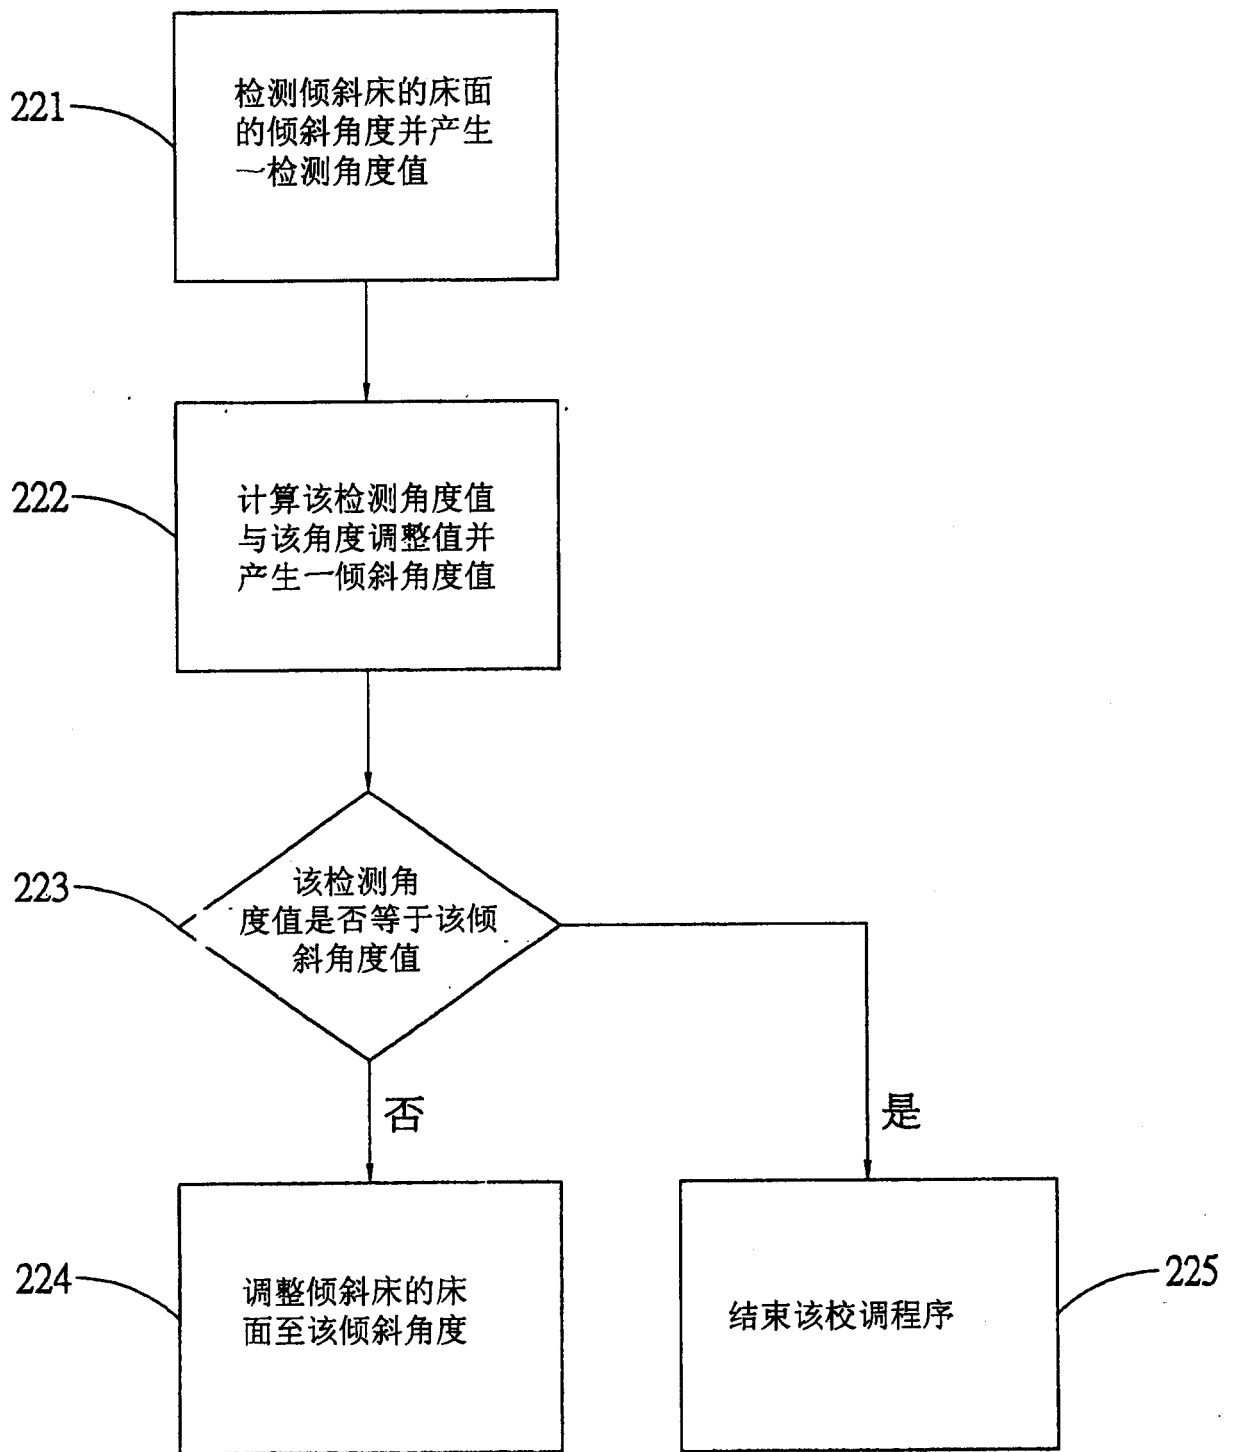 221
检测倾斜床的床面
的倾斜角度并产生
一检测角度值
222
计算该检测角度值
与该角度调整值并
产生一倾斜角度值
223
该检测角
度值是否等于该倾
斜角度值
否
是
224
调整倾斜床的床
面至该倾斜角度
结束该校调程序
225